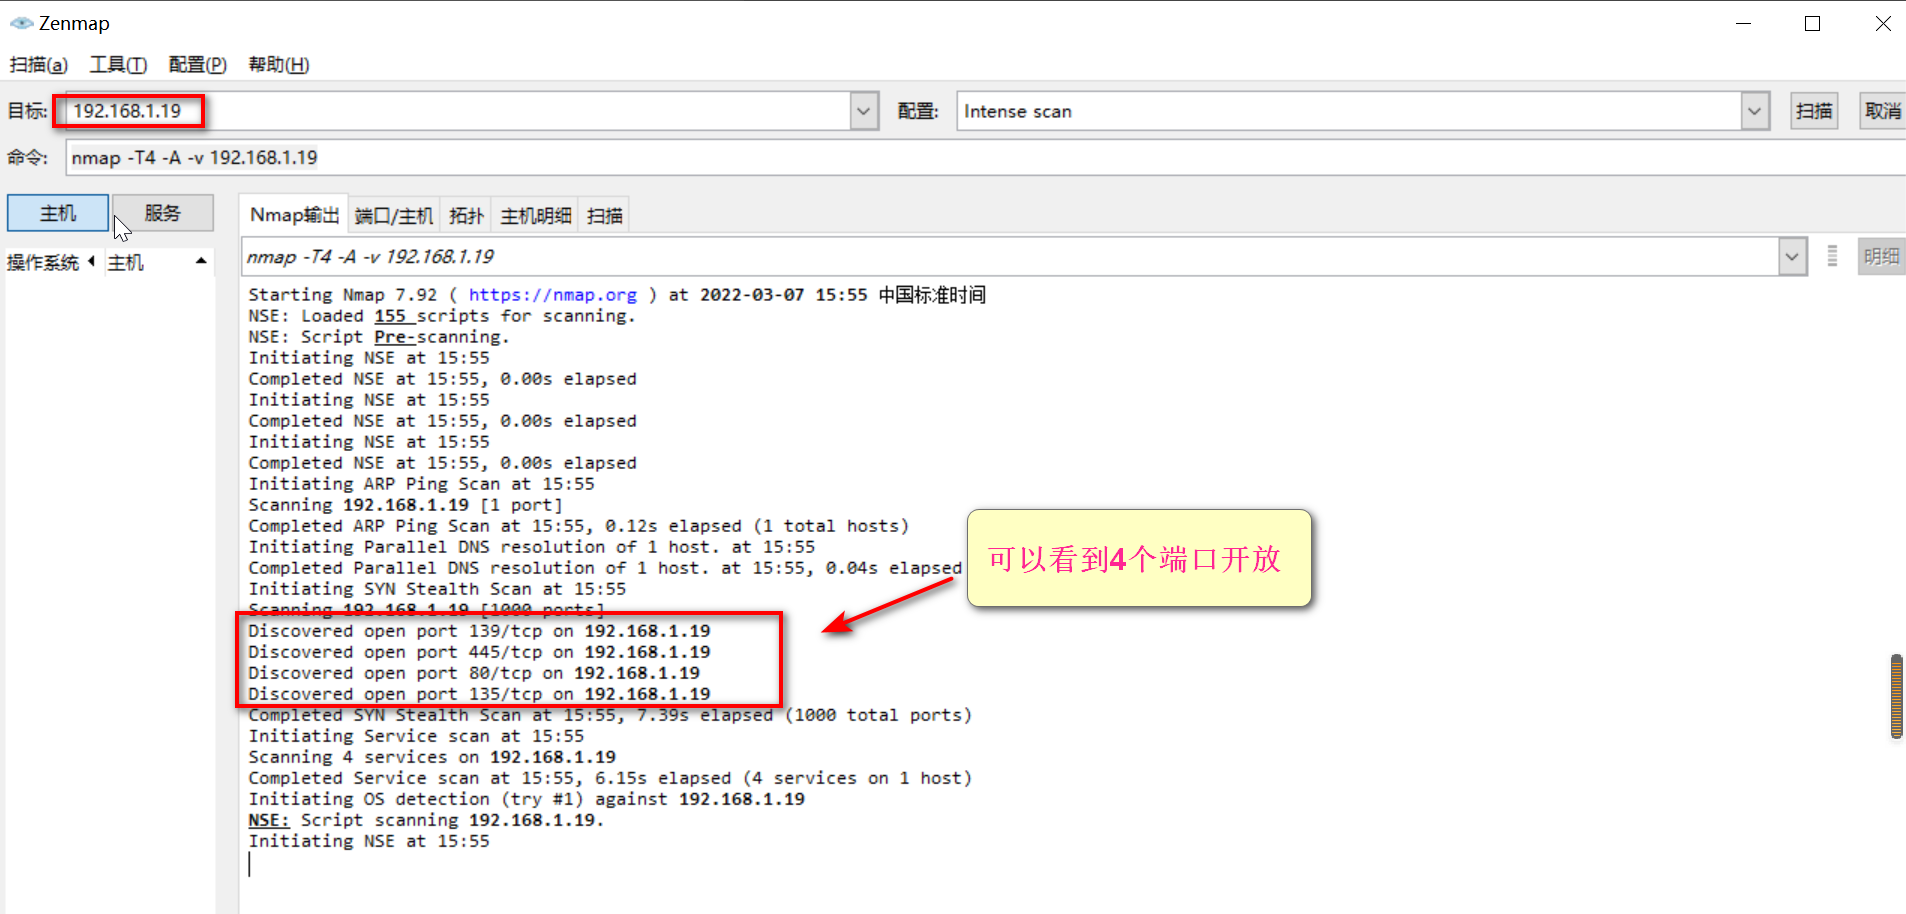 Zenmap
扫描(a) 工具(T) 配置(P) 帮助(H)
目标: 192.168.1.19 配置: Intense scan 扫描 取消
命令: nmap -T4 -A -v 192.168.1.19
主机 服务 Nmap输出 端口/主机 拓扑 主机明细 扫描
操作系统 主机 nmap -T4 -A -v 192.168.1.19 明细
Starting Nmap 7.92 ( https://nmap.org ) at 2022-03-07 15:55 中国标准时间
NSE: Loaded 155 scripts for scanning.
NSE: Script Pre-scanning.
Initiating NSE at 15:55
Completed NSE at 15:55, 0.00s elapsed
Initiating NSE at 15:55
Completed NSE at 15:55, 0.00s elapsed
Initiating NSE at 15:55
Completed NSE at 15:55, 0.00s elapsed
Initiating ARP Ping Scan at 15:55
Scanning 192.168.1.19 [1 port]
Completed ARP Ping Scan at 15:55, 0.12s elapsed (1 total hosts)
Initiating Parallel DNS resolution of 1 host. at 15:55
Completed Parallel DNS resolution of 1 host. at 15:55, 0.04s elapsed
可以看到4个端口开放
Initiating SYN Stealth Scan at 15:55
Scanning 192.168.1.19 [1000 ports]
Discovered open port 139/tcp on 192.168.1.19
Discovered open port 445/tcp on 192.168.1.19
Discovered open port 80/tcp on 192.168.1.19
Discovered open port 135/tcp on 192.168.1.19
Completed SYN Stealth Scan at 15:55, 7.39s elapsed (1000 total ports)
Initiating Service scan at 15:55
Scanning 4 services on 192.168.1.19
Completed Service scan at 15:55, 6.15s elapsed (4 services on 1 host)
Initiating OS detection (try #1) against 192.168.1.19
NSE: Script scanning 192.168.1.19.
Initiating NSE at 15:55